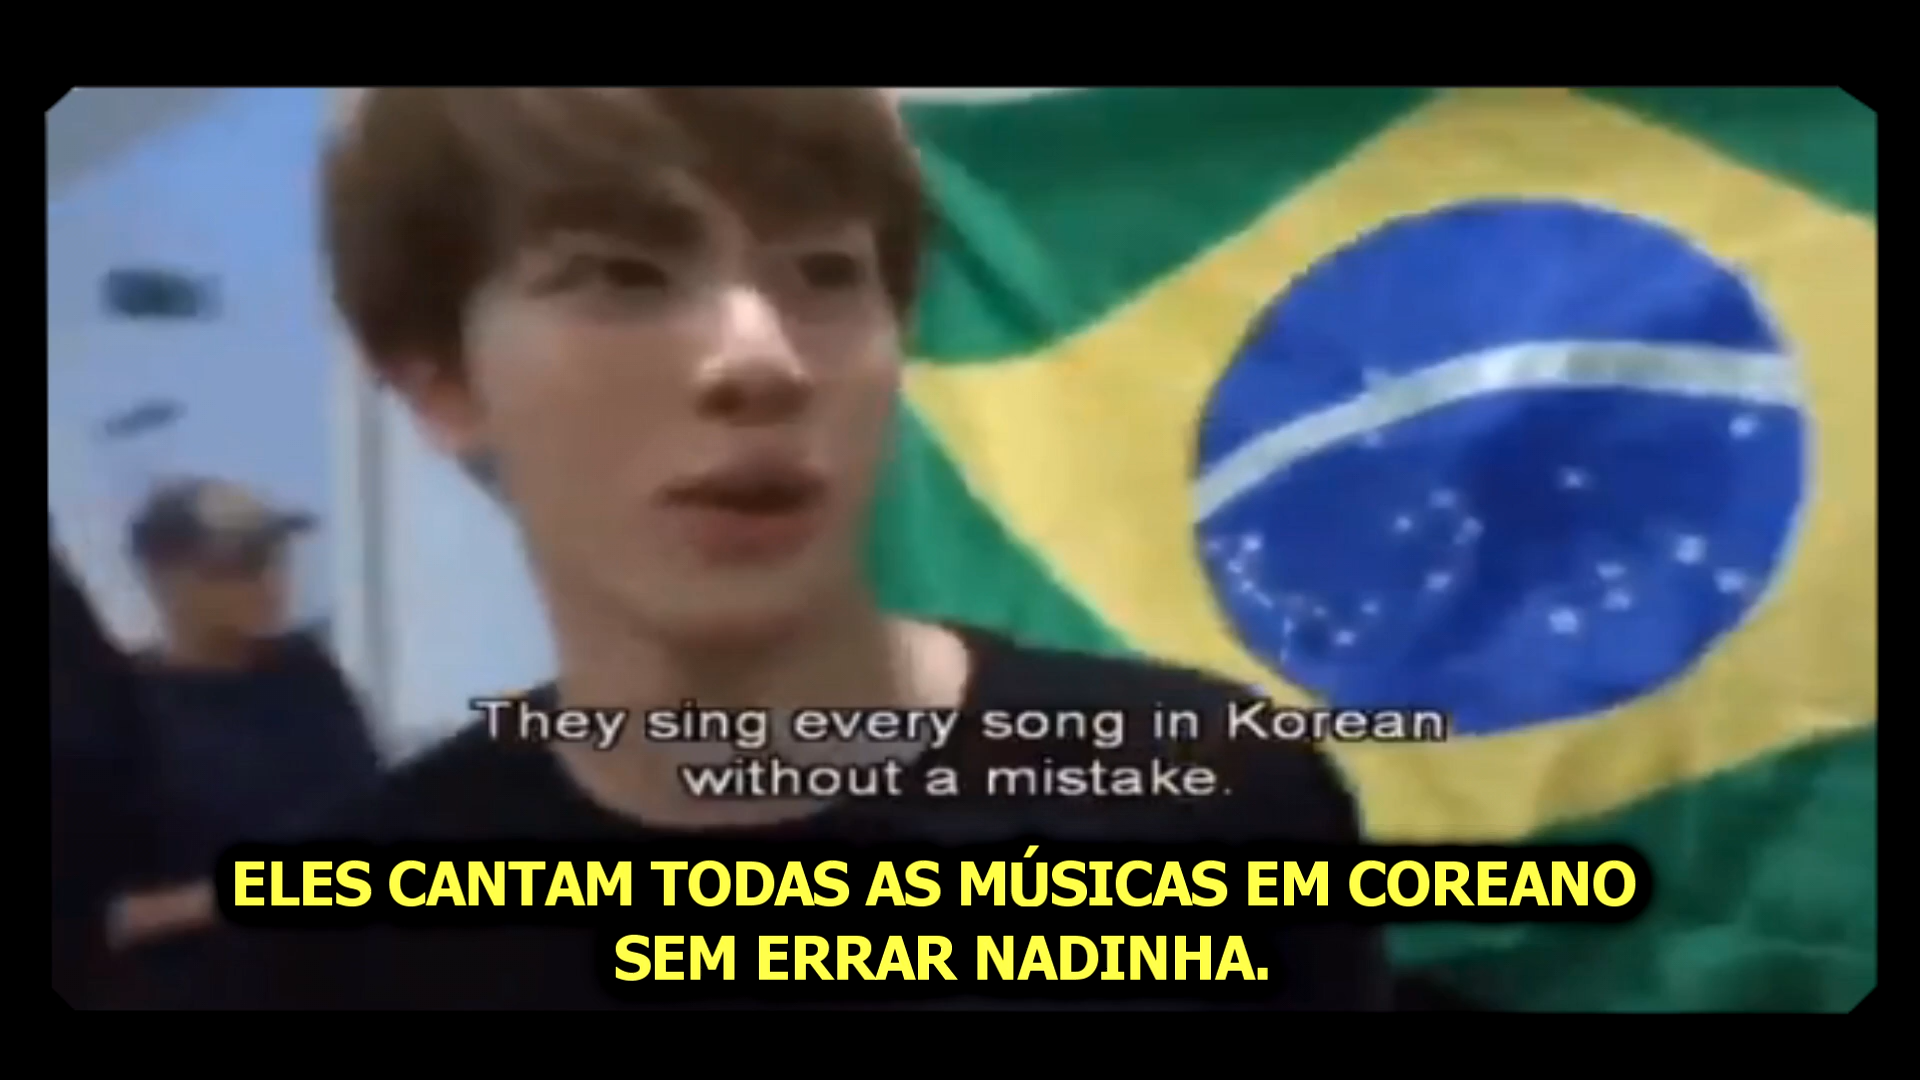 They sing every song in Korean
without a mistake.
ELES CANTAM TODAS AS MÚSICAS EM COREANO
SEM ERRAR NADINHA.